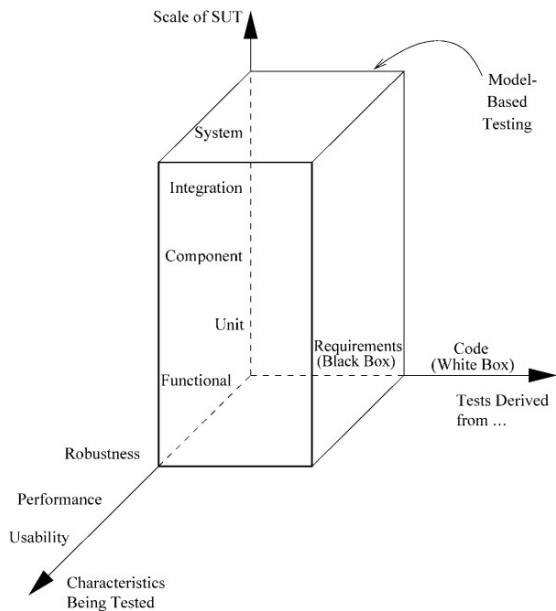 Scale of SUT
Model-
Based
Testing
System
Integration
Component
Unit
Requirements
(Black Box)
Code
(White Box)
Functional
Tests Derived
from ...
Robustness
Performance
Usability
Characteristics
Being Tested